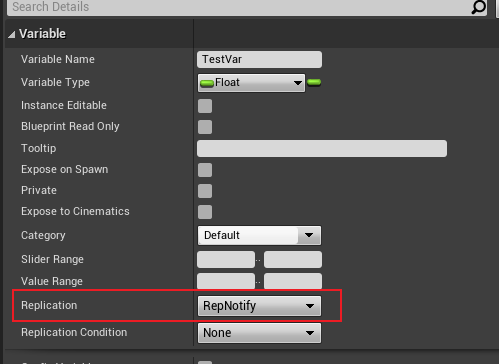 Search Details
Variable
Variable Name TestVar
Variable Type Float
Instance Editable
Blueprint Read Only
Tooltip
Expose on Spawn
Private
Expose to Cinematics
Category Default
Slider Range ..
Value Range ..
Replication RepNotify
Replication Condition None